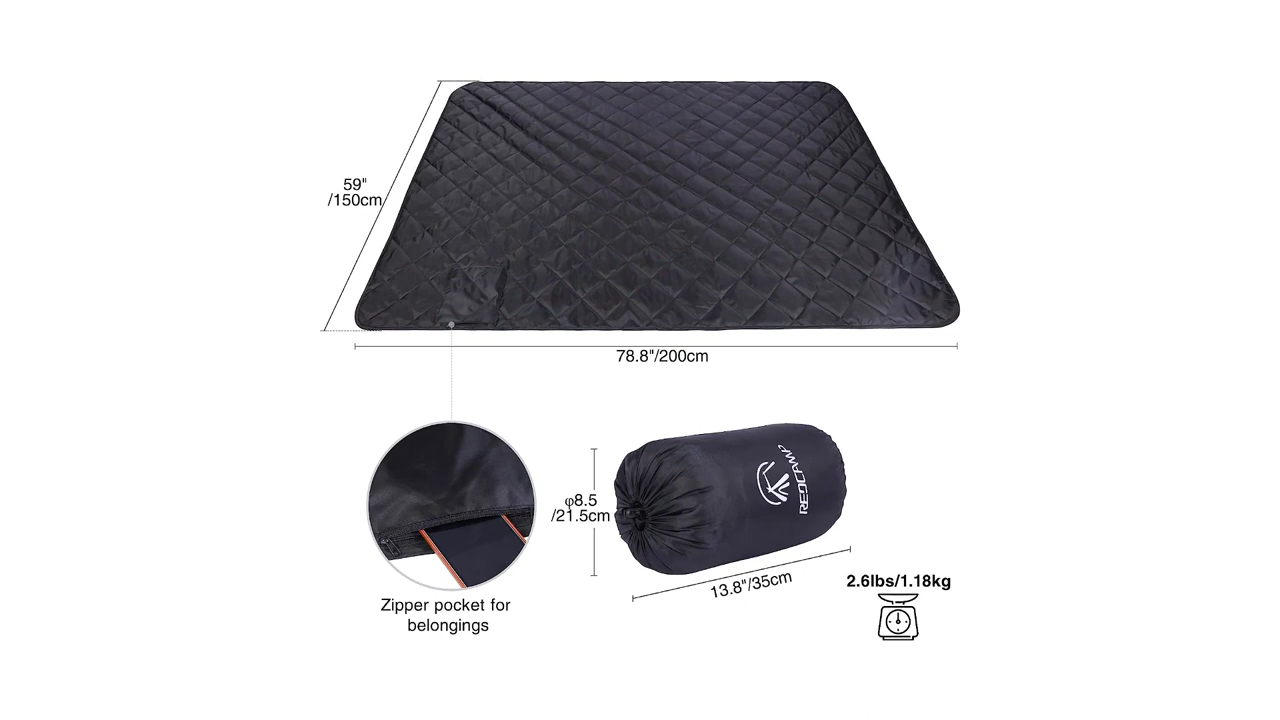 59"
/150cm
78.8"/200cm
φ8.5
/21.5cm
REDCAMP
13.8"/35cm
2.6lbs/1.18kg
Zipper pocket for
belongings